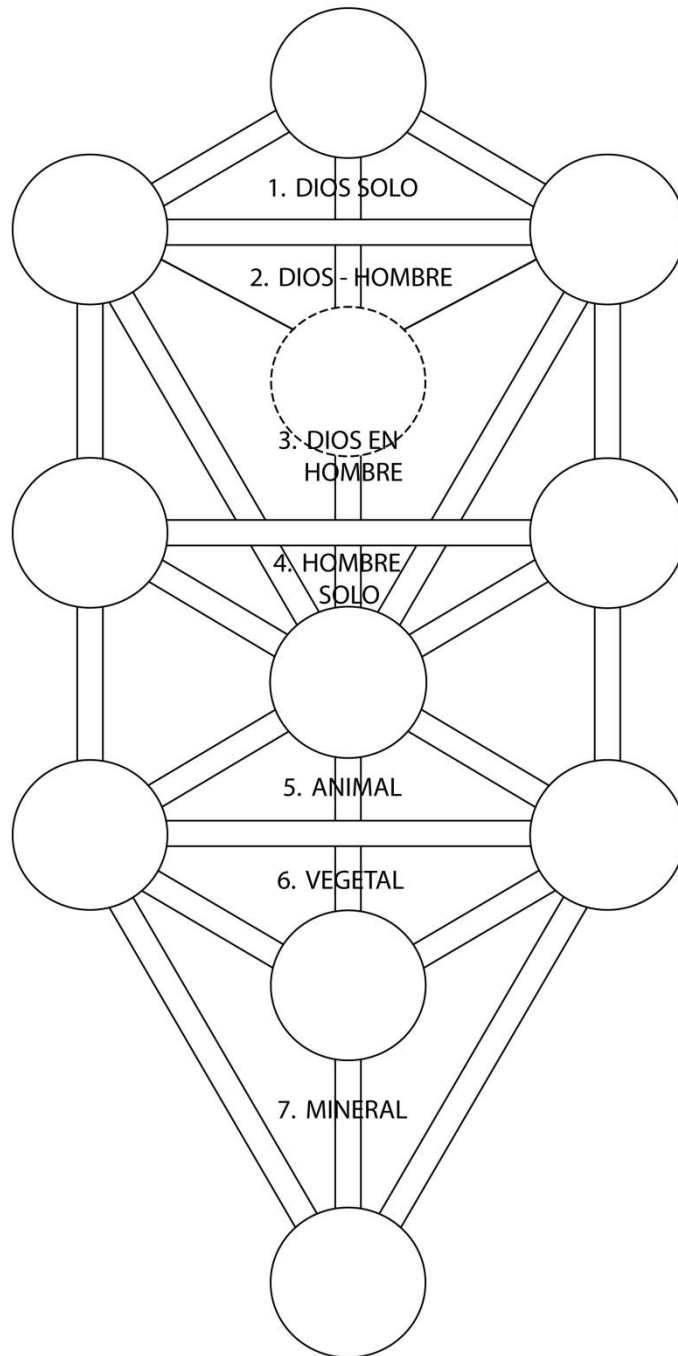 1. DIOS SOLO
2. DIOS - HOMBRE
3. DIOS EN
HOMBRE
4. HOMBRE
SOLO
5. ANIMAL
6. VEGETAL
7. MINERAL